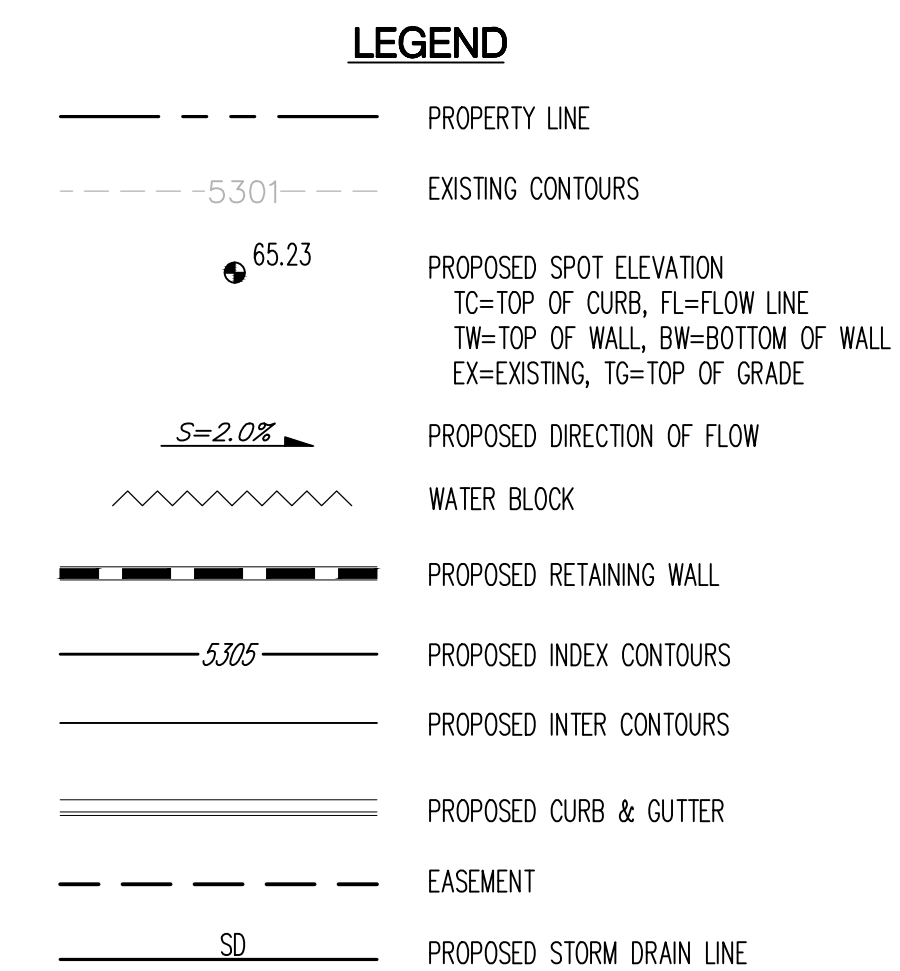 LEGEND
PROPERTY LINE
5301 EXISTING CONTOURS
65.23
PROPOSED SPOT ELEVATION
TC=TOP OF CURB, FL=FLOW LINE
TW=TOP OF WALL, BW=BOTTOM OF WALL
EX=EXISTING, TG=TOP OF GRADE
S=2.0% PROPOSED DIRECTION OF FLOW
WATER BLOCK
PROPOSED RETAINING WALL
5305 PROPOSED INDEX CONTOURS
PROPOSED INTER CONTOURS
PROPOSED CURB & GUTTER
EASEMENT
SD PROPOSED STORM DRAIN LINE